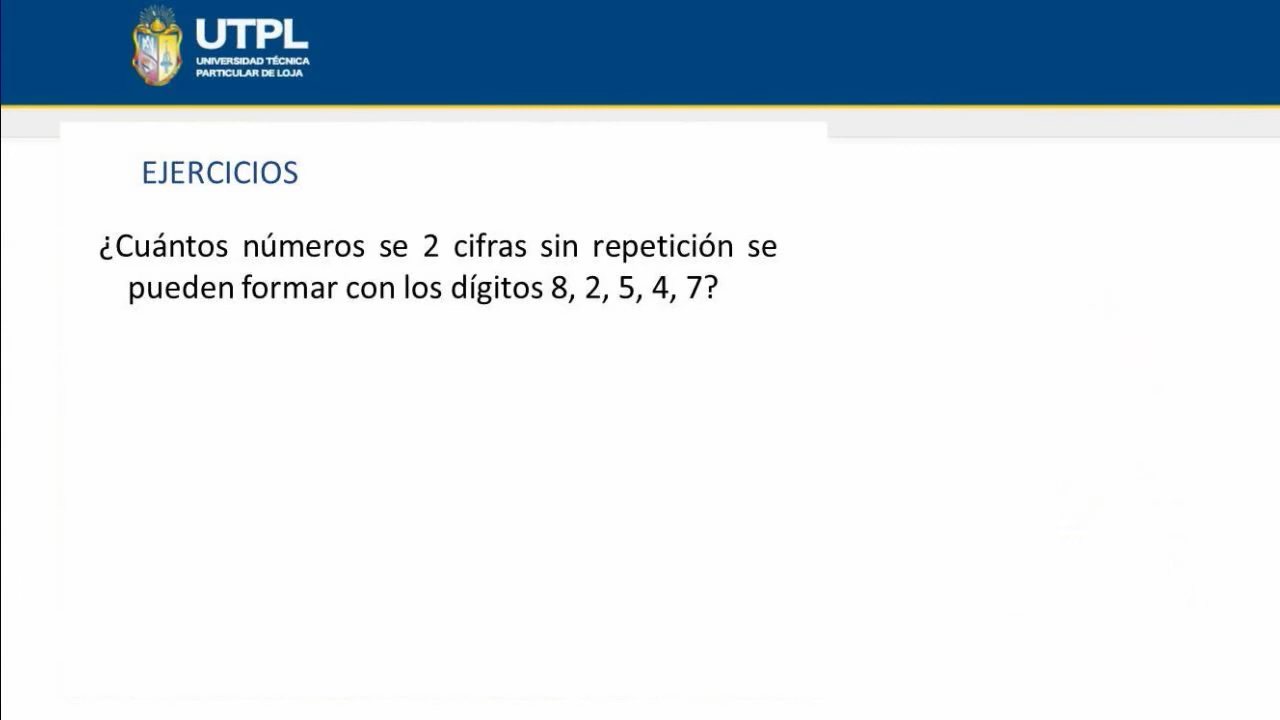 UTPL
UNIVERSIDAD TÉCNICA
PARTICULAR DE LOJA
EJERCICIOS
¿Cuántos números se 2 cifras sin repetición se
pueden formar con los dígitos 8, 2, 5, 4, 7?